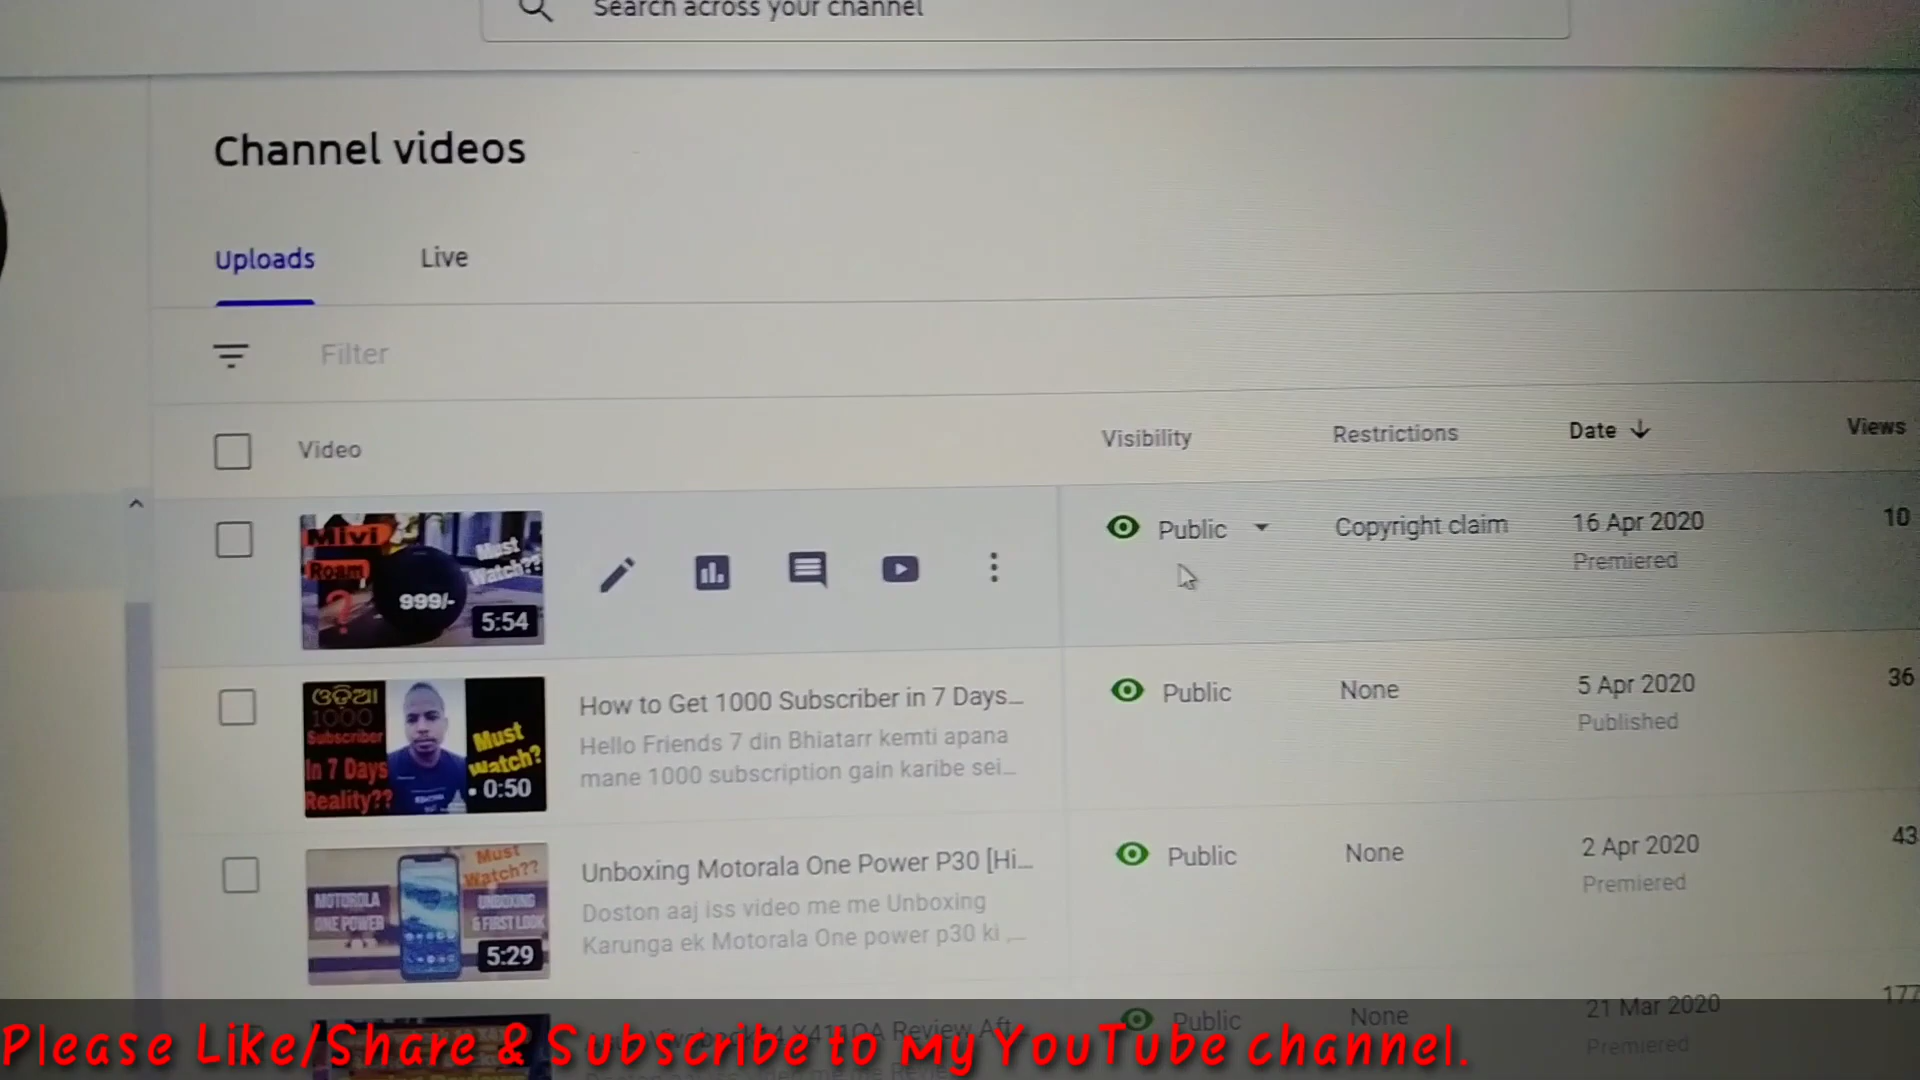 Search across your channel
Channel videos
Uploads
Live
Filter
Video
Visibility
Restrictions
Date
Views
Mivi
Roam
?
Must
Watch??
999/-
5:54
Public
Copyright claim
16 Apr 2020
Premiered
10
ଓଡ଼ିଆ
1000
Subscriber
In 7 Days
Reality??
Must
Watch?
• 0:50
How to Get 1000 Subscriber in 7 Days...
Hello Friends 7 din Bhiatarr kemti apana
mane 1000 subscription gain karibe sei...
Public
None
5 Apr 2020
Published
36
MOTOROLA
ONE POWER
Must
Watch??
UNBOXING
& FIRST LOOK
5:29
Unboxing Motorala One Power P30 [Hi...
Doston aaj iss video me me Unboxing
Karunga ek Motorala One power p30 ki ,...
Public
None
2 Apr 2020
Premiered
43
Review Aft...
Public
None
21 Mar 2020
Premiered
177
Please Like/Share & Subscribe to My YouTube channel.